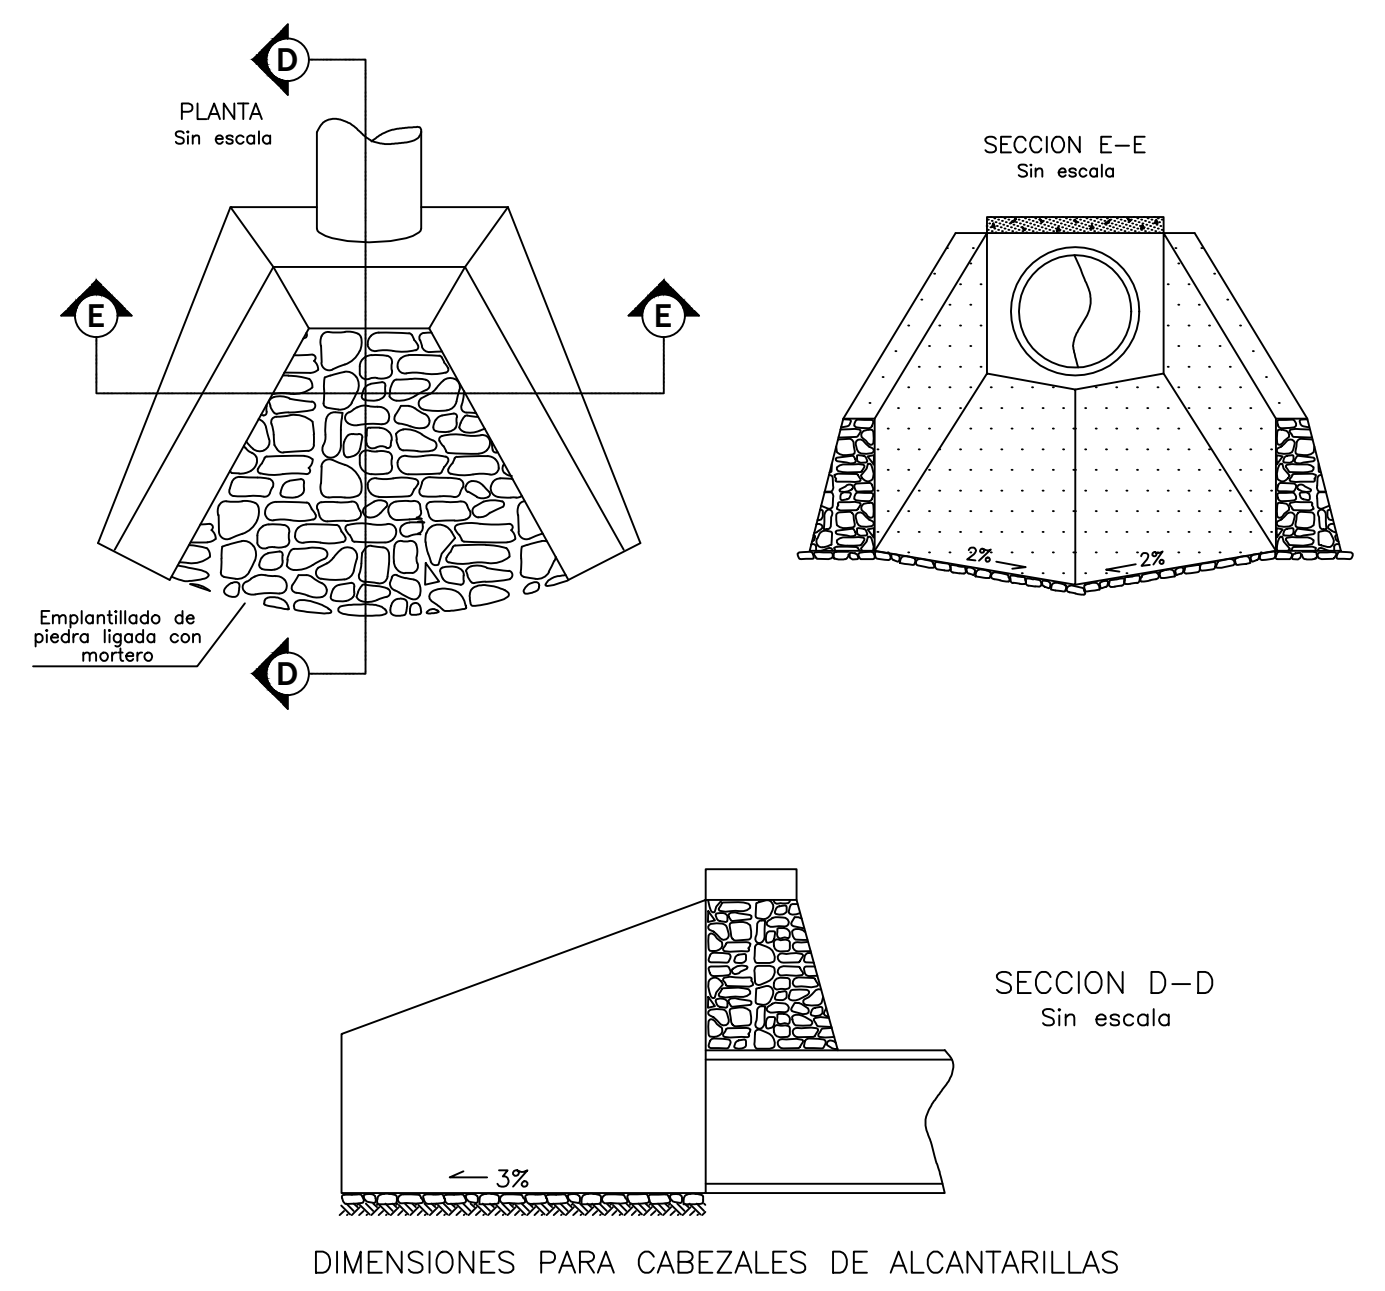 D
PLANTA
Sin escala
E
E
Emplantillado de
piedra ligada con
mortero
D
SECCION E-E
Sin escala
2%
2%
SECCION D-D
Sin escala
3%
DIMENSIONES PARA CABEZALES DE ALCANTARILLAS